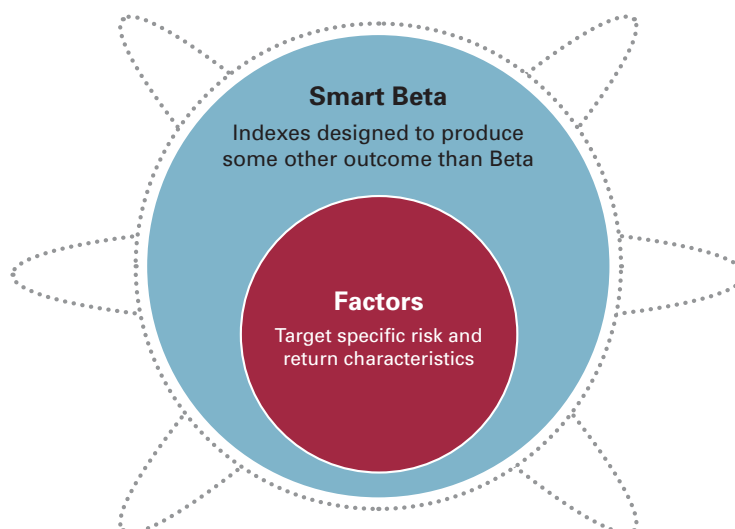 Smart Beta
Indexes designed to produce
some other outcome than Beta
Factors
Target specific risk and
return characteristics